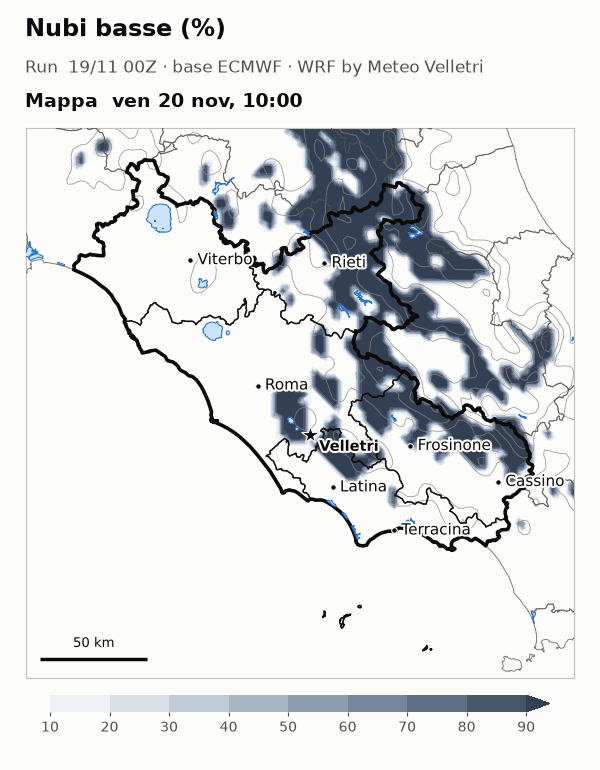 Nubi basse (%)
Run 19/11 00Z · base ECMWF · WRF by Meteo Velletri
Mappa ven 20 nov, 10:00
Viterbo
Rieti
Roma
Velletri
Frosinone
Latina
Cassino
Terracina
50 km
10 20 30 40 50 60 70 80 90